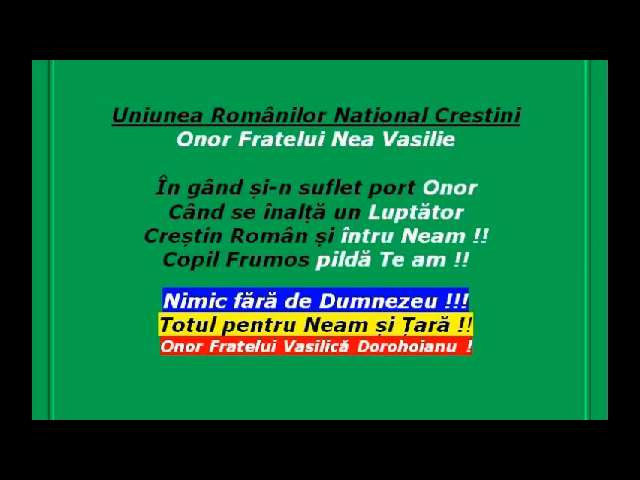 Uniunea Românilor National Crestini
Onor Fratelui Nea Vasilie
În gând și-n suflet port Onor
Când se înalță un Luptător
Creștin Român și întru Neam !!
Copil Frumos pildă Te am !!
Nimic fără de Dumnezeu !!!
Totul pentru Neam și Țară !!
Onor Fratelui Vasilică Dorohoianu !